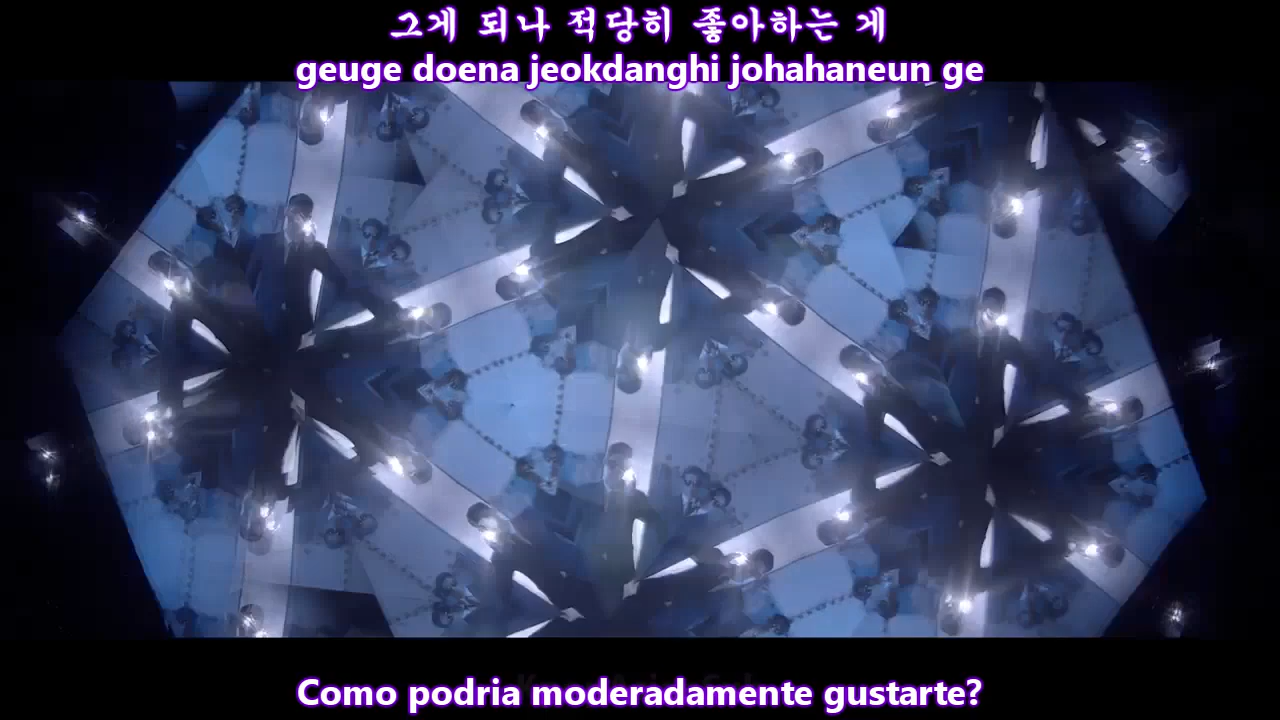 그게 되나 적당히 좋아하는 게
geuge doena jeokdanghi johahaneun ge
Como podria moderadamente gustarte?